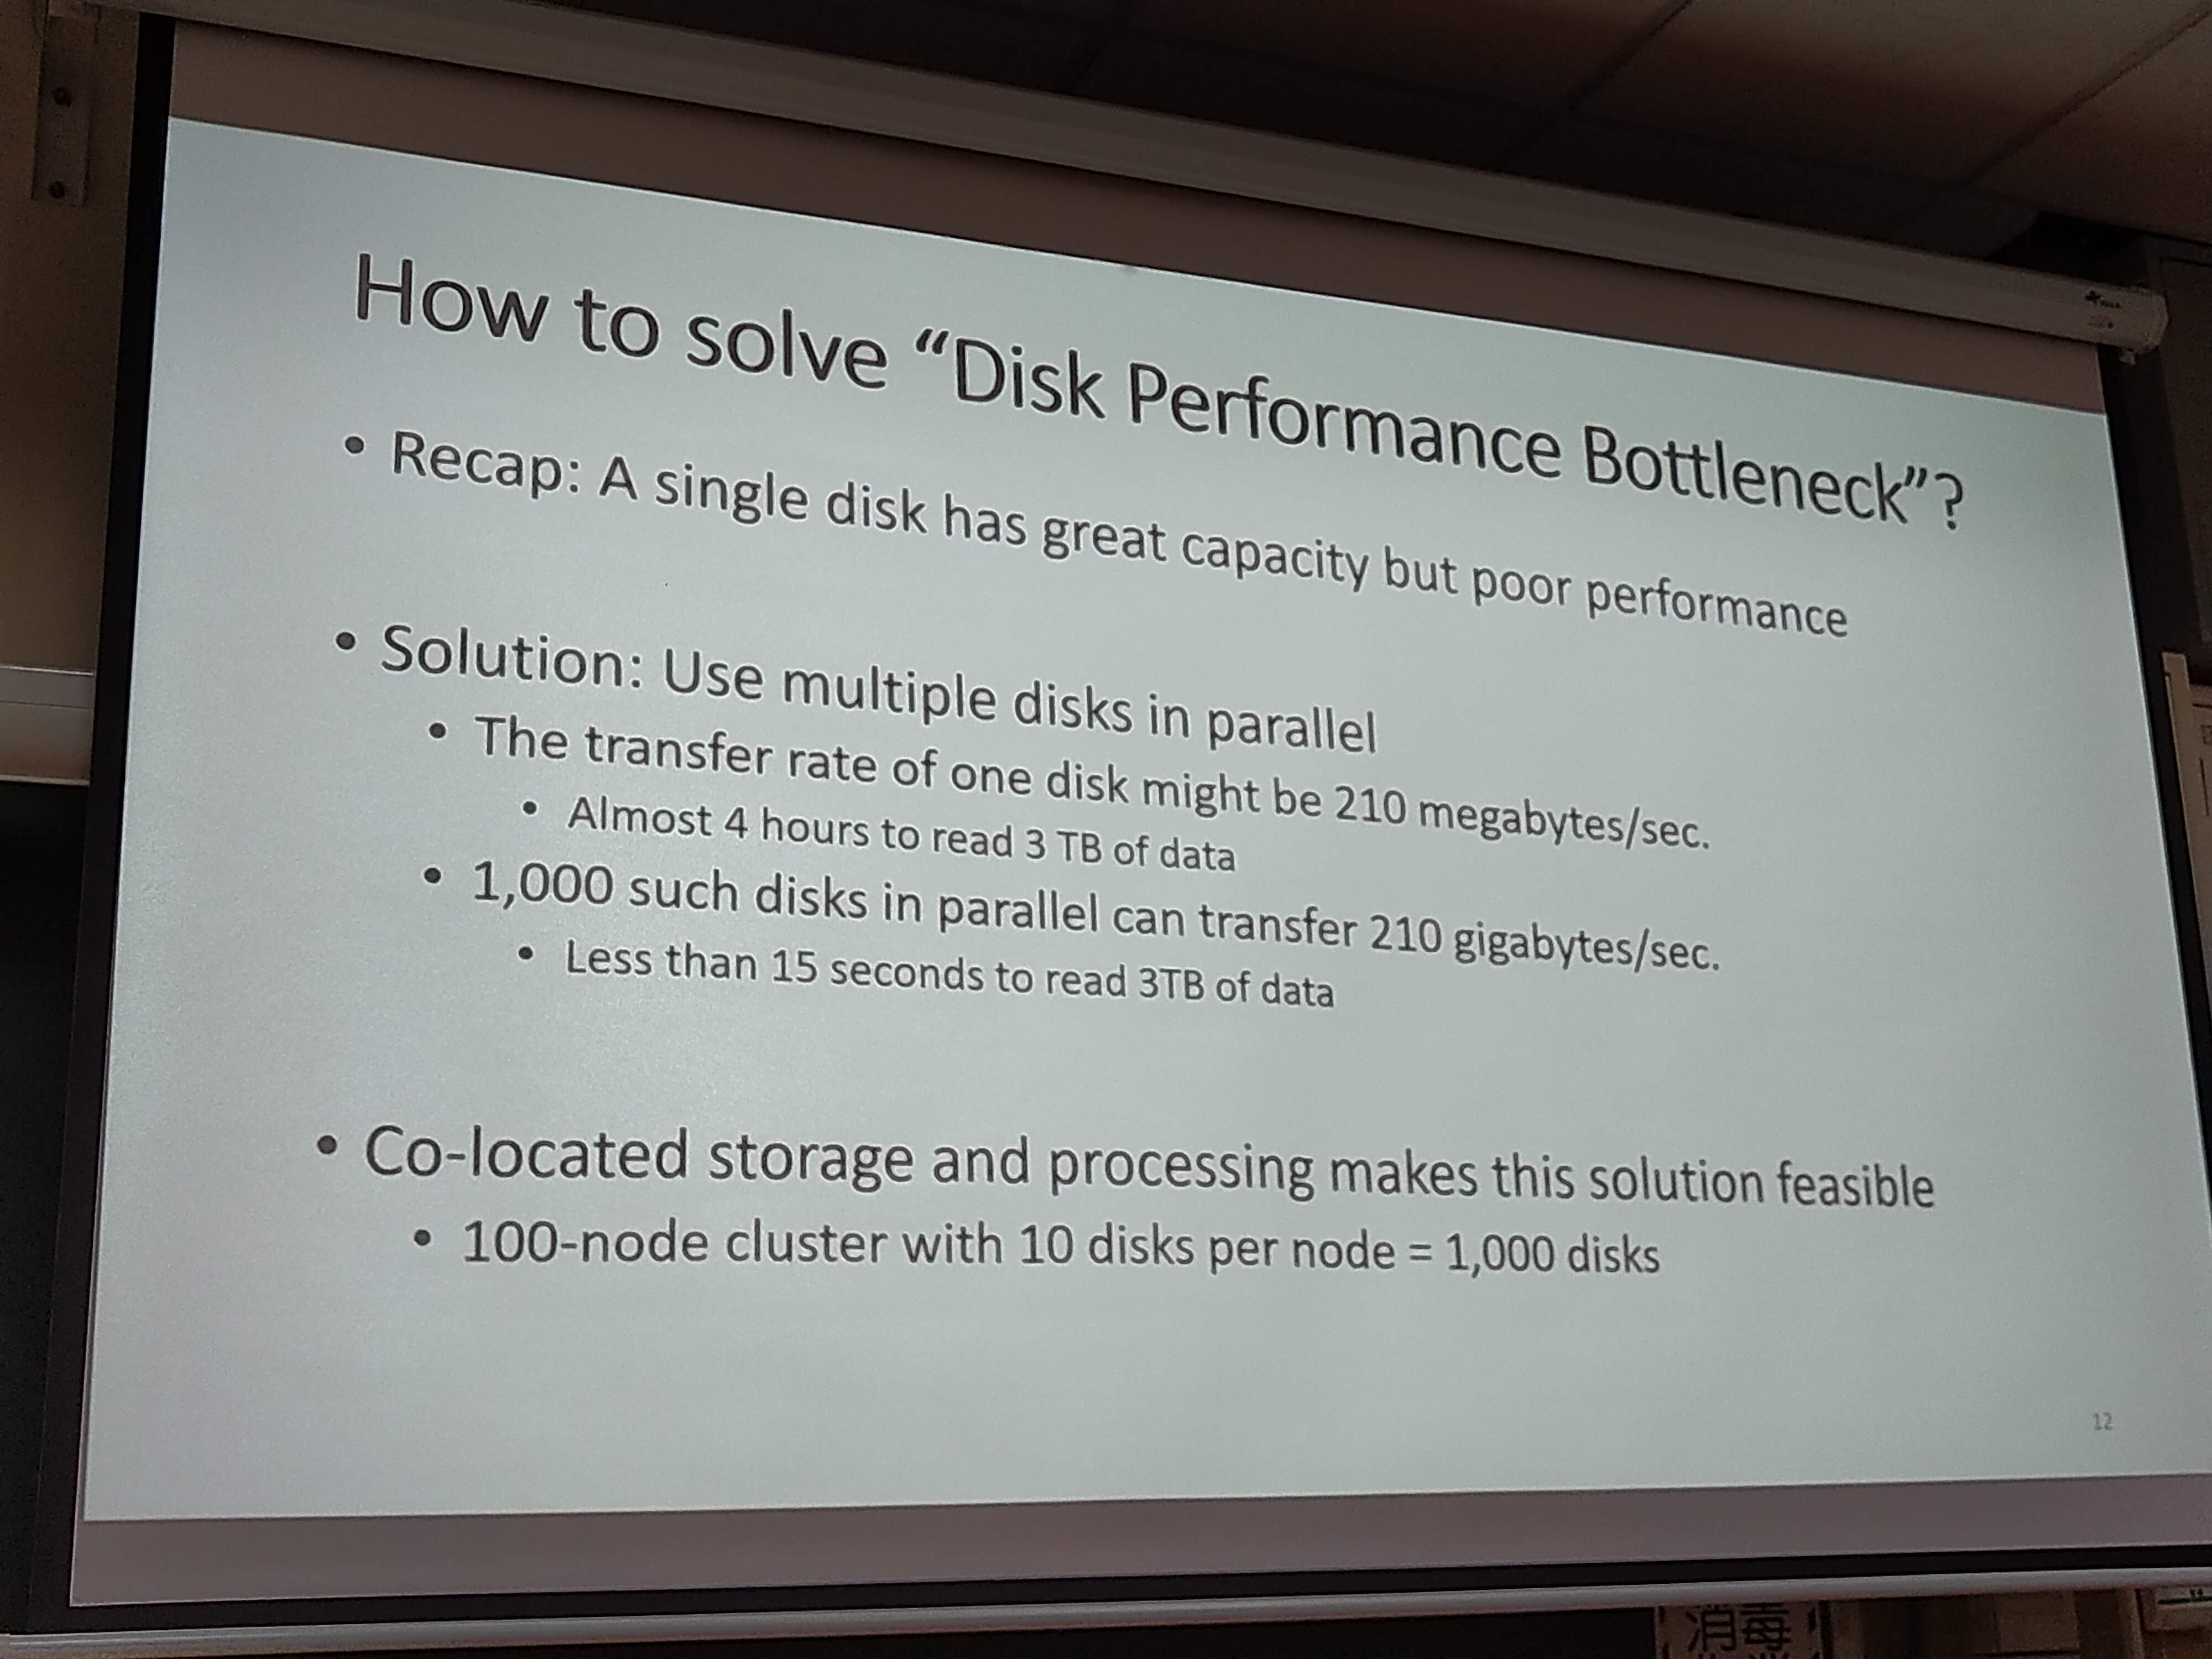 How to solve “Disk Performance Bottleneck”?
• Recap: A single disk has great capacity but poor performance
• Solution: Use multiple disks in parallel
• The transfer rate of one disk might be 210 megabytes/sec.
• Almost 4 hours to read 3 TB of data
• 1,000 such disks in parallel can transfer 210 gigabytes/sec.
• Less than 15 seconds to read 3TB of data
• Co-located storage and processing makes this solution feasible
• 100-node cluster with 10 disks per node = 1,000 disks
12
消毒